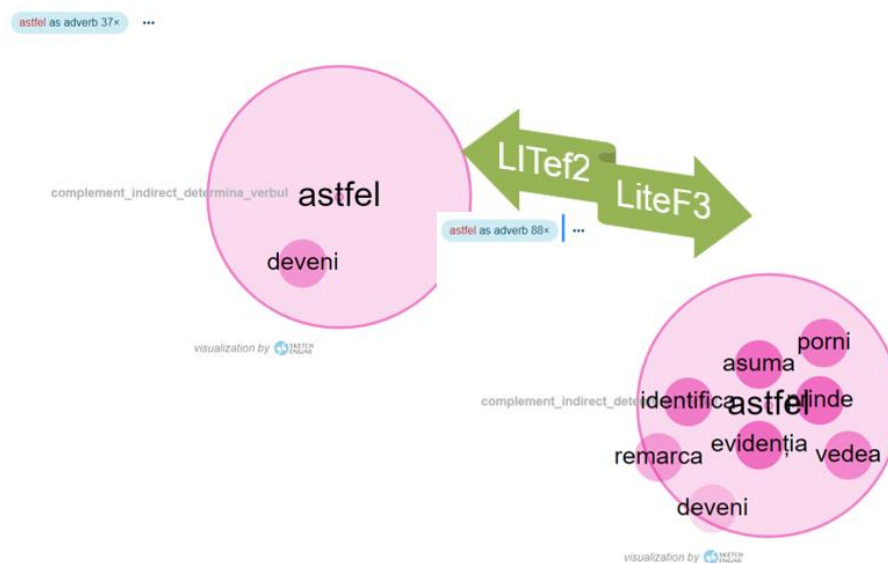 astfel as adverb 37× •••
LITef2
LiteF3
complement_indirect_determina_verbul
astfel
deveni
astfel as adverb 88× •••
visualization by SKETCH ENGINE
porni
asuma
complement_indirect_dete
identifica
astfel
evidenția
remarca
vedea
deveni
visualization by SKETCH ENGINE